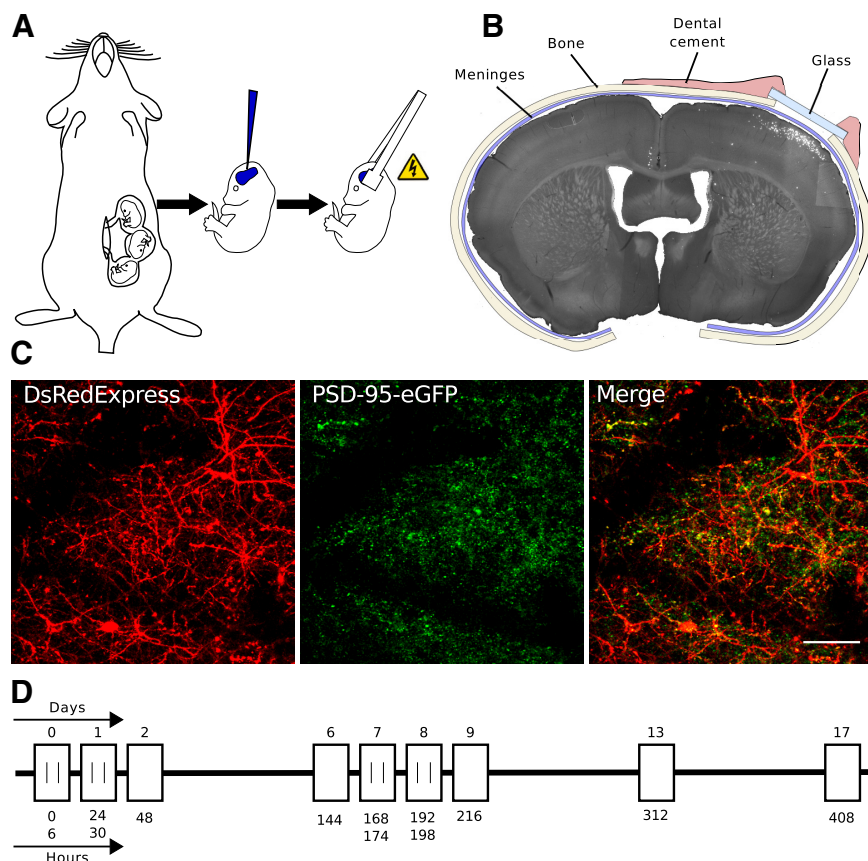 A
B
Dental
cement
Bone
Glass
Meninges
C
DsRedExpress
PSD-95-eGFP
Merge
D
Days
0 1 2 6 7 8 9 13 17
0 24 48 144 168 192 216 312 408
6 30 174 198
Hours